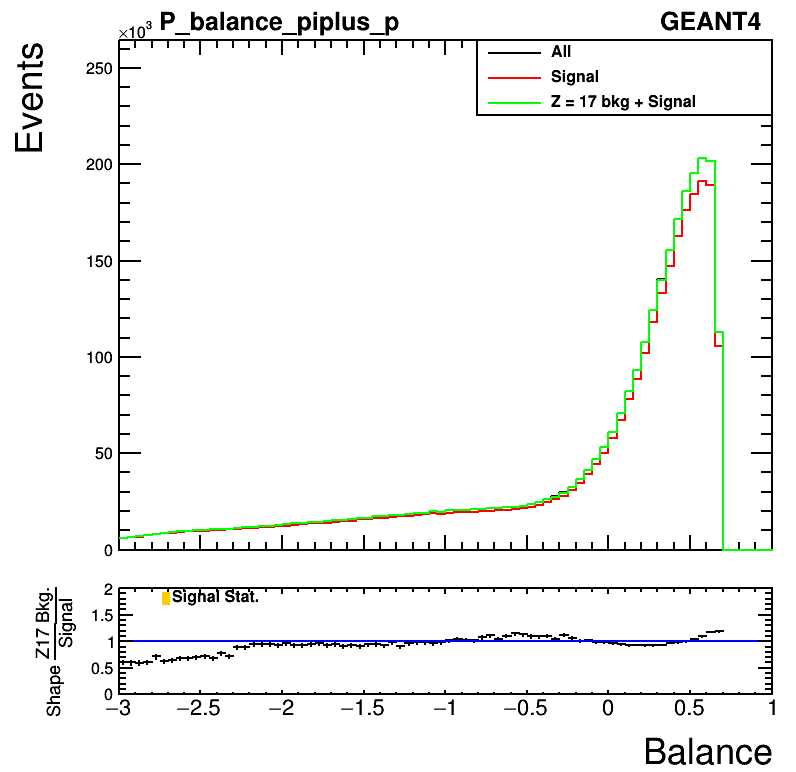 ×10³ P_balance_piplus_p GEANT4
Events
All
Signal
Z = 17 bkg + Signal
250
200
150
100
50
0
Shape Z17 Bkg. / Signal
Signal Stat.
2
1.5
1
0.5
0
−3 −2.5 −2 −1.5 −1 −0.5 0 0.5 1
Balance